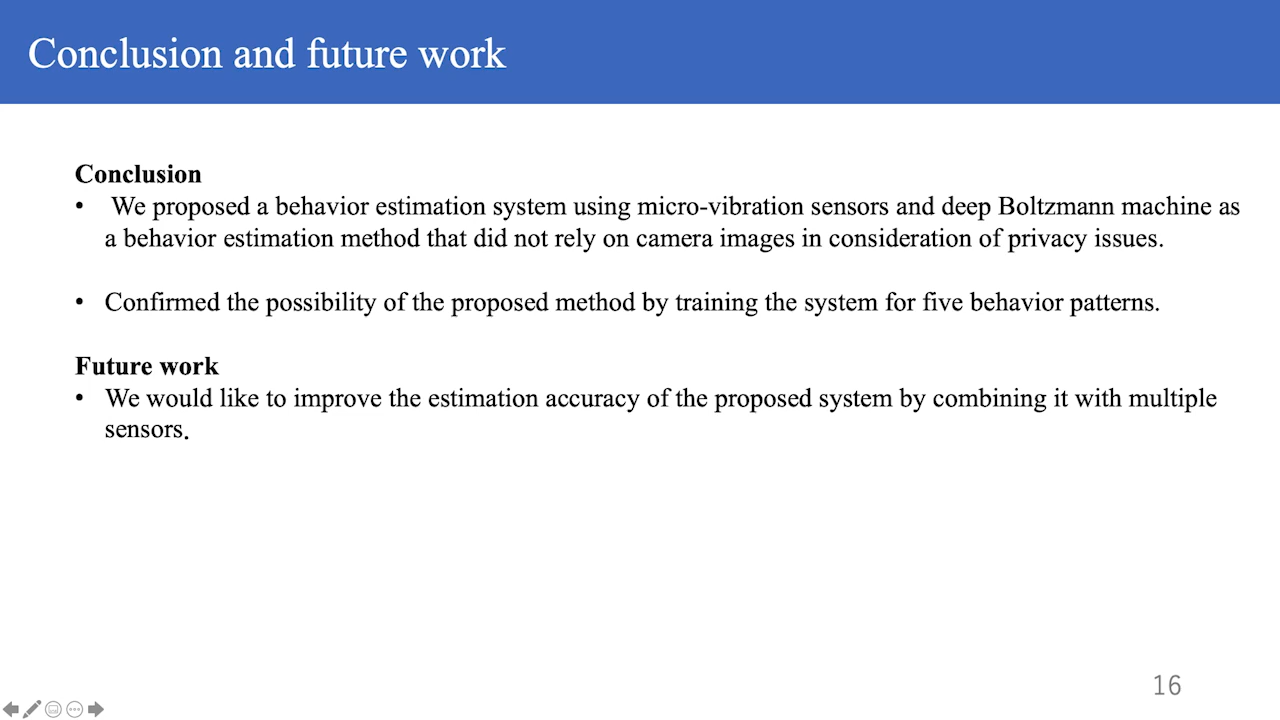 Conclusion and future work
Conclusion
• We proposed a behavior estimation system using micro-vibration sensors and deep Boltzmann machine as
a behavior estimation method that did not rely on camera images in consideration of privacy issues.
• Confirmed the possibility of the proposed method by training the system for five behavior patterns.
Future work
• We would like to improve the estimation accuracy of the proposed system by combining it with multiple
sensors.
16